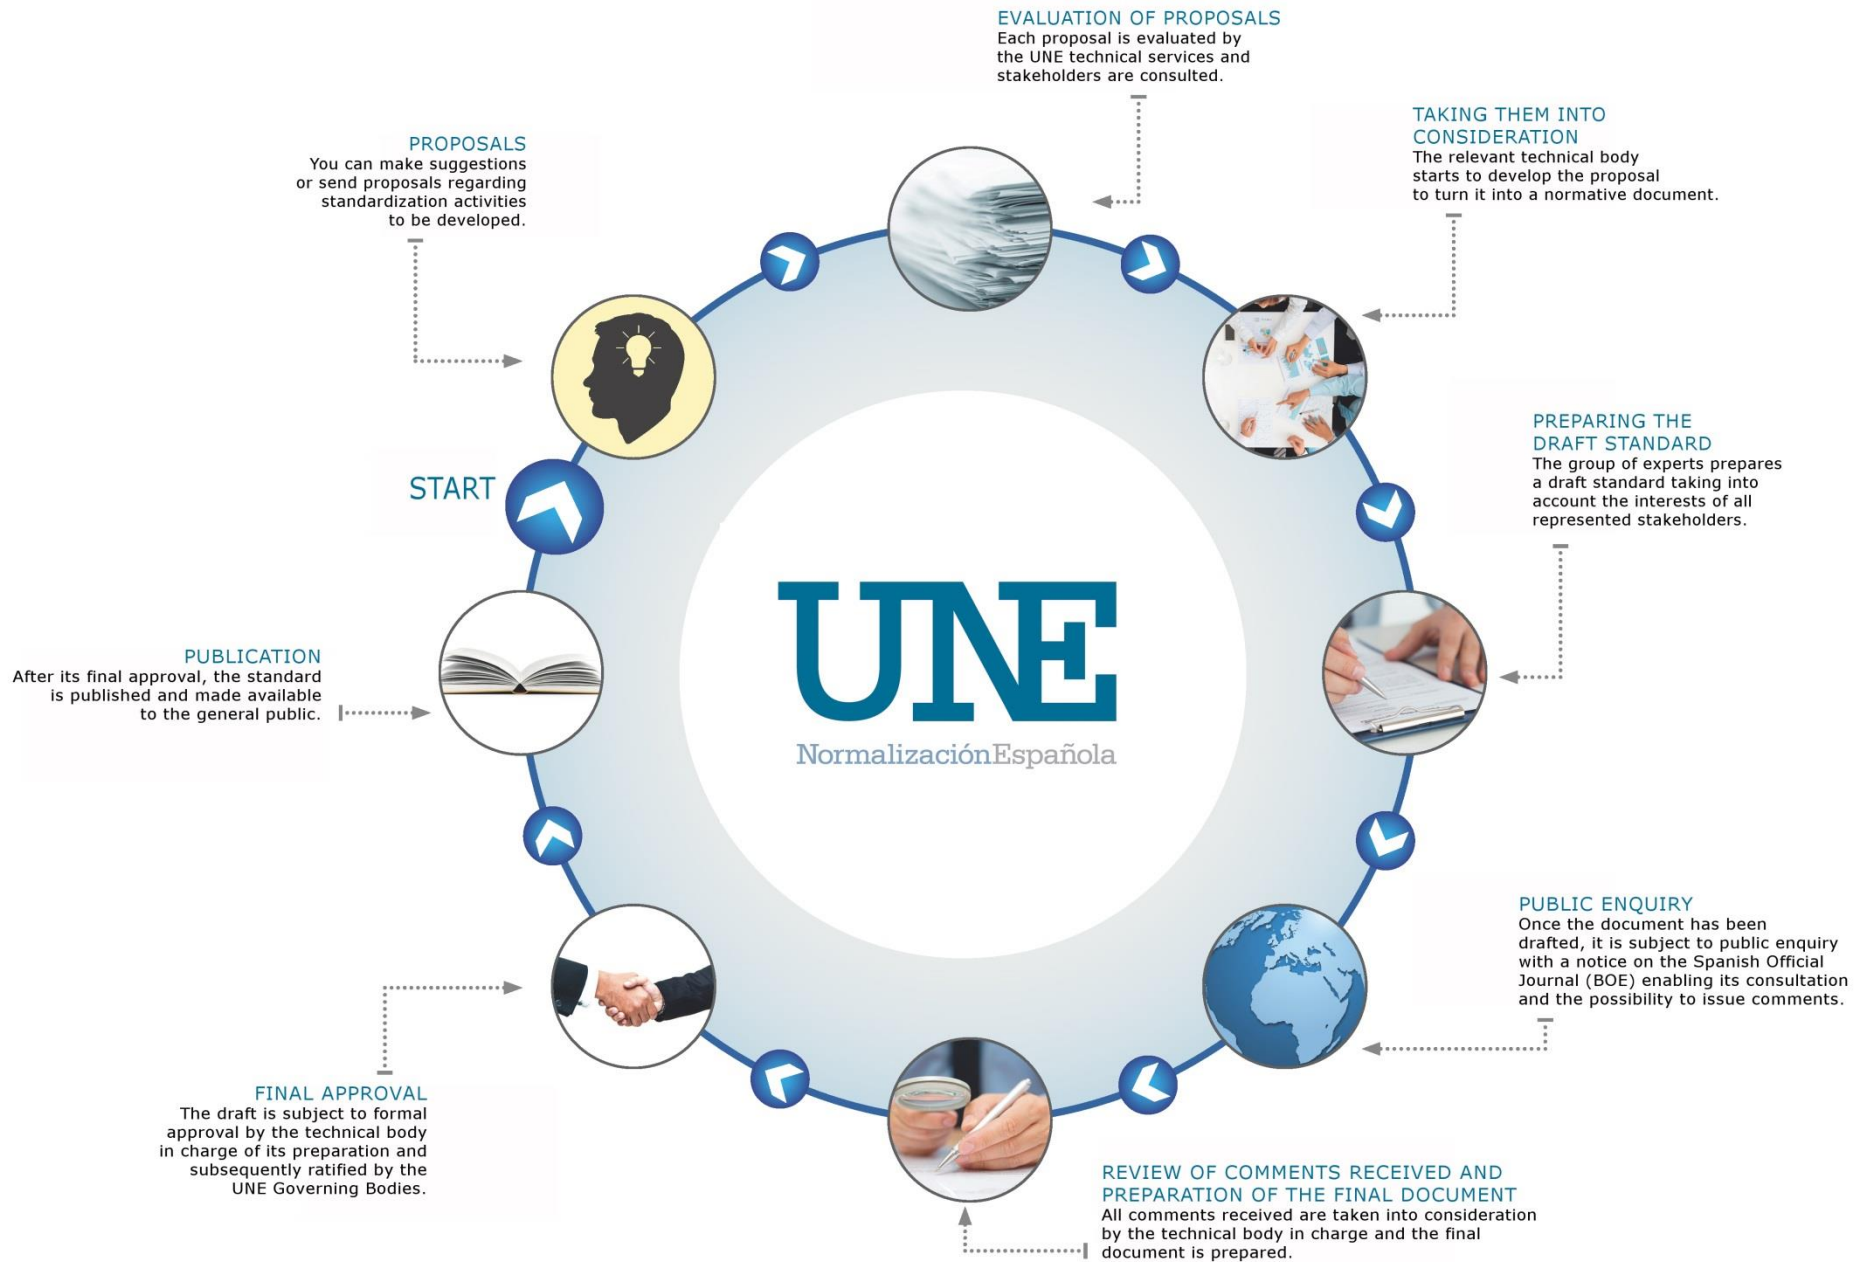 EVALUATION OF PROPOSALS
Each proposal is evaluated by
the UNE technical services and
stakeholders are consulted.
TAKING THEM INTO
CONSIDERATION
The relevant technical body
starts to develop the proposal
to turn it into a normative document.
PROPOSALS
You can make suggestions
or send proposals regarding
standardization activities
to be developed.
PREPARING THE
DRAFT STANDARD
The group of experts prepares
a draft standard taking into
account the interests of all
represented stakeholders.
START
UNE
NormalizaciónEspañola
PUBLICATION
After its final approval, the standard
is published and made available
to the general public.
PUBLIC ENQUIRY
Once the document has been
drafted, it is subject to public enquiry
with a notice on the Spanish Official
Journal (BOE) enabling its consultation
and the possibility to issue comments.
FINAL APPROVAL
The draft is subject to formal
approval by the technical body
in charge of its preparation and
subsequently ratified by the
UNE Governing Bodies.
REVIEW OF COMMENTS RECEIVED AND
PREPARATION OF THE FINAL DOCUMENT
All comments received are taken into consideration
by the technical body in charge and the final
document is prepared.